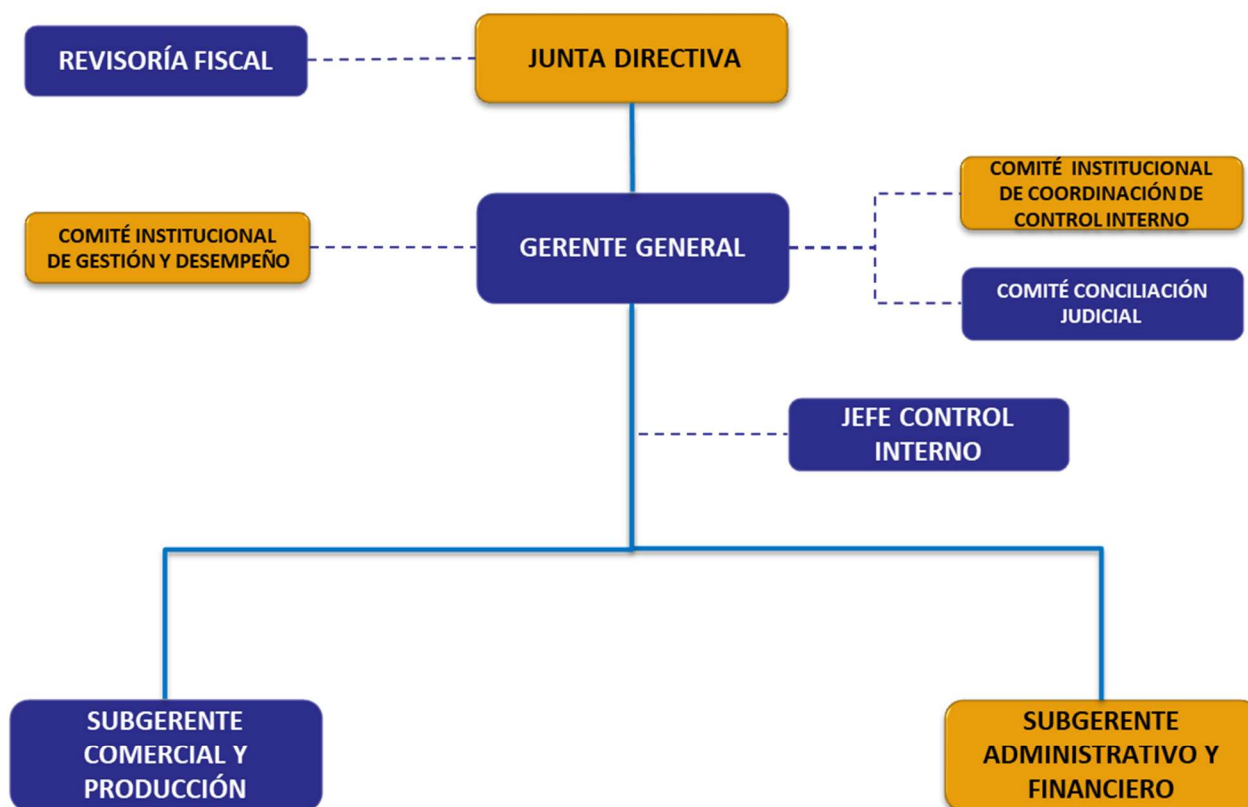 REVISORÍA FISCAL
JUNTA DIRECTIVA
COMITÉ INSTITUCIONAL
DE COORDINACIÓN DE
CONTROL INTERNO
COMITÉ INSTITUCIONAL
DE GESTIÓN Y DESEMPEÑO
GERENTE GENERAL
COMITÉ CONCILIACIÓN
JUDICIAL
JEFE CONTROL
INTERNO
SUBGERENTE
COMERCIAL Y
PRODUCCIÓN
SUBGERENTE
ADMINISTRATIVO Y
FINANCIERO